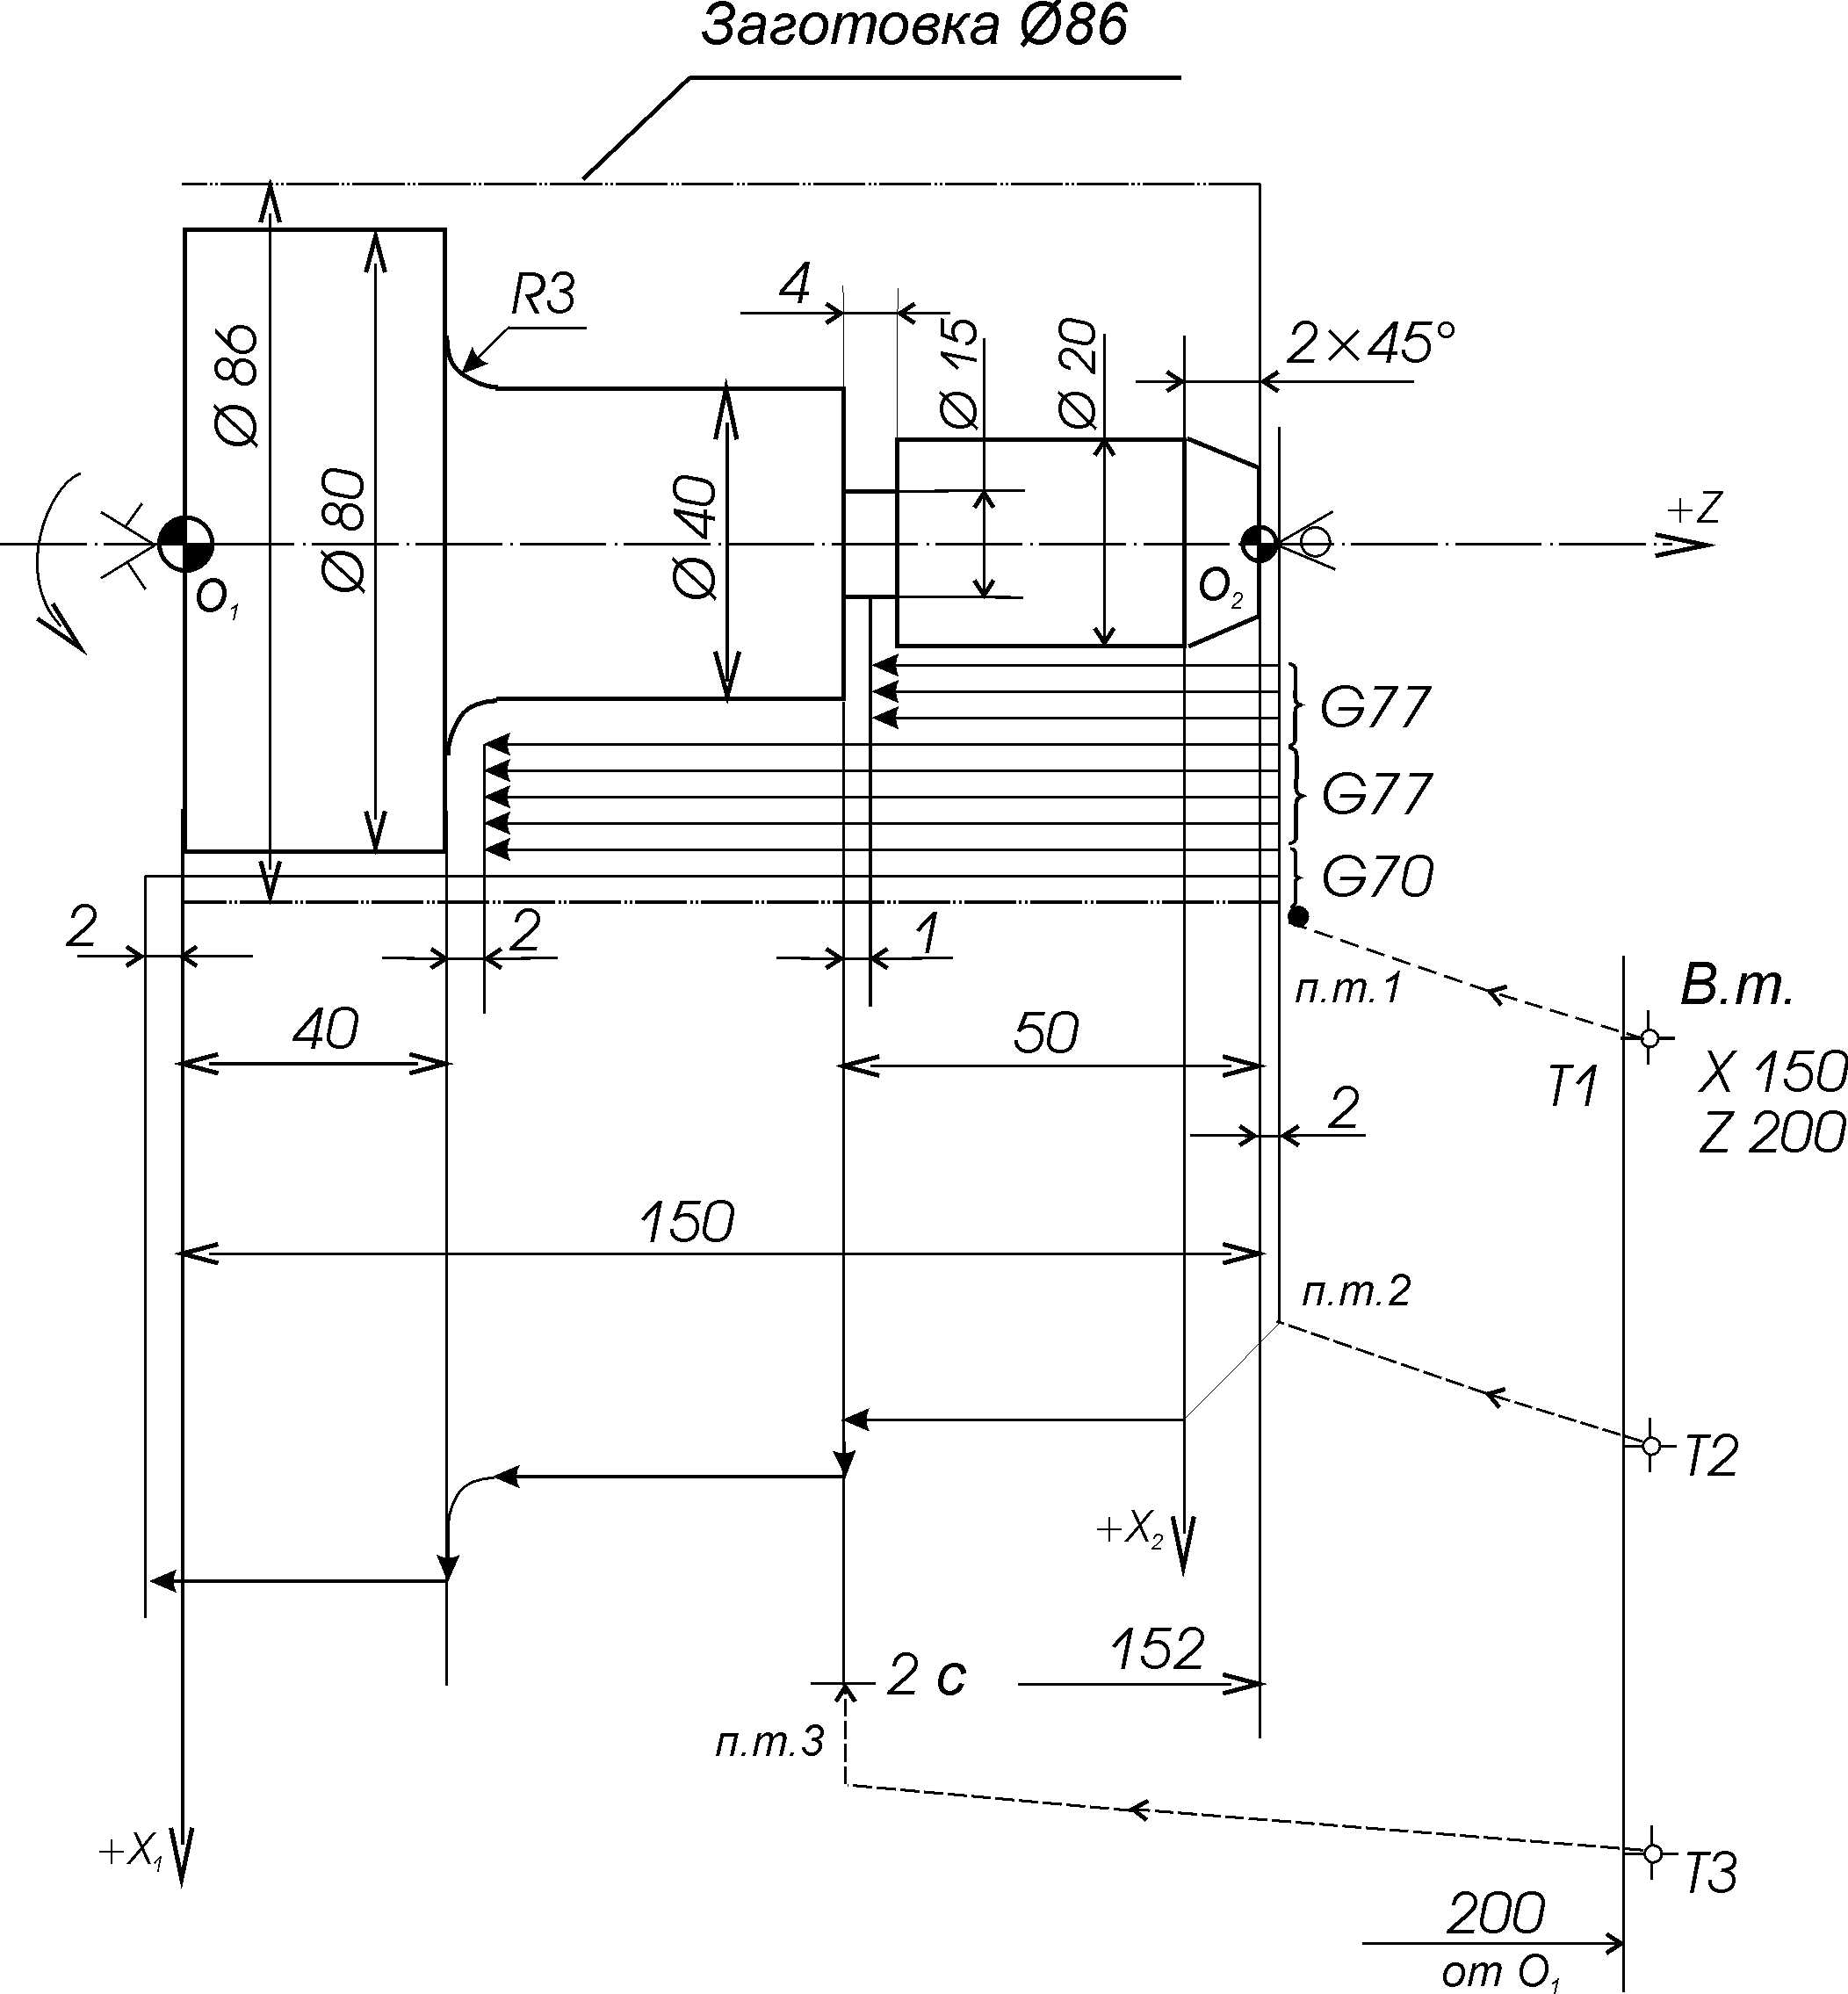 Заготовка Ø86
4
R3
Ø 86
Ø 80
Ø 40
Ø 15
Ø 20
2×45°
+Z
O1
O2
G77
G77
G70
2
2
1
п.т.1
В.т.
X 150
Z 200
T1
40
50
2
150
п.т.2
T2
+X2
2 с
152
п.т.3
+X1
T3
200
от O1